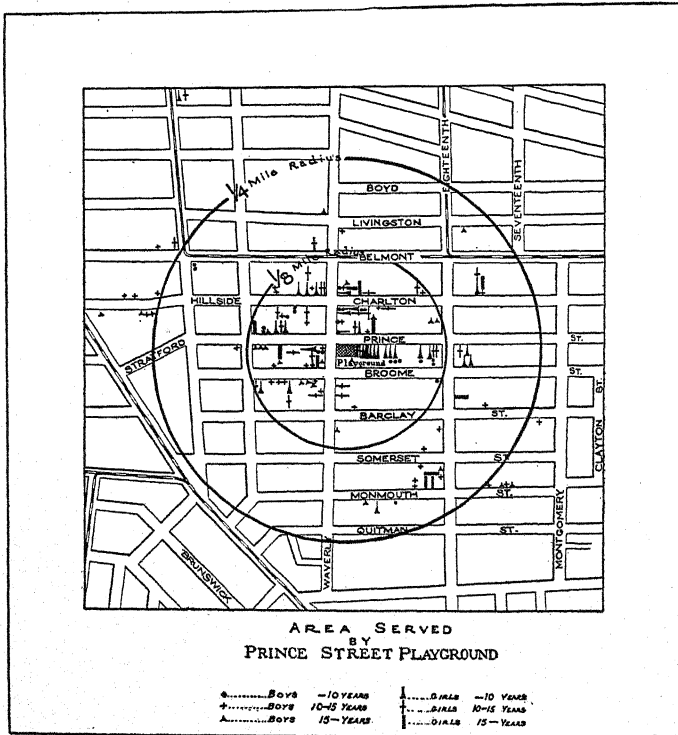 1/4 Mile Radius
BOYD
LIVINGSTON
EIGHTEENTH
SEVENTEENTH
1/8 Mile Radius
BELMONT
HILLSIDE
CHARLTON
PRINCE ST.
STRATFORD
Playground
BROOME ST.
BARCLAY ST.
CLAYTON ST.
SOMERSET ST.
MONMOUTH ST.
QUITMAN ST.
WAVERLY
MONTGOMERY
BRUNSWICK
AREA SERVED
BY
PRINCE STREET PLAYGROUND
BOYS -10 YEARS
BOYS 10-15 YEARS
BOYS 15- YEARS
GIRLS -10 YEARS
GIRLS 10-15 YEARS
GIRLS 15- YEARS